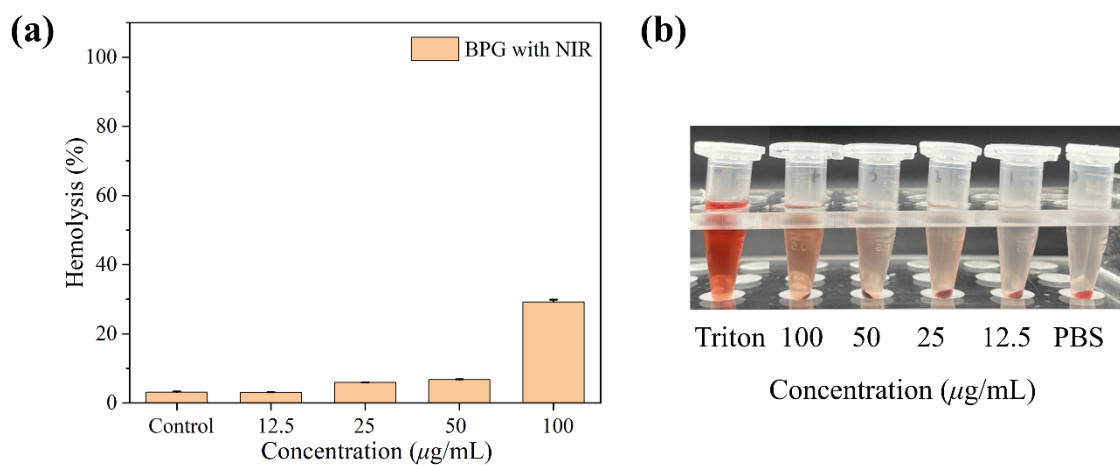 (a)
BPG with NIR
100
80
60
40
20
0
Hemolysis (%)
Control 12.5 25 50 100
Concentration (µg/mL)
(b)
Triton 100 50 25 12.5 PBS
Concentration (µg/mL)